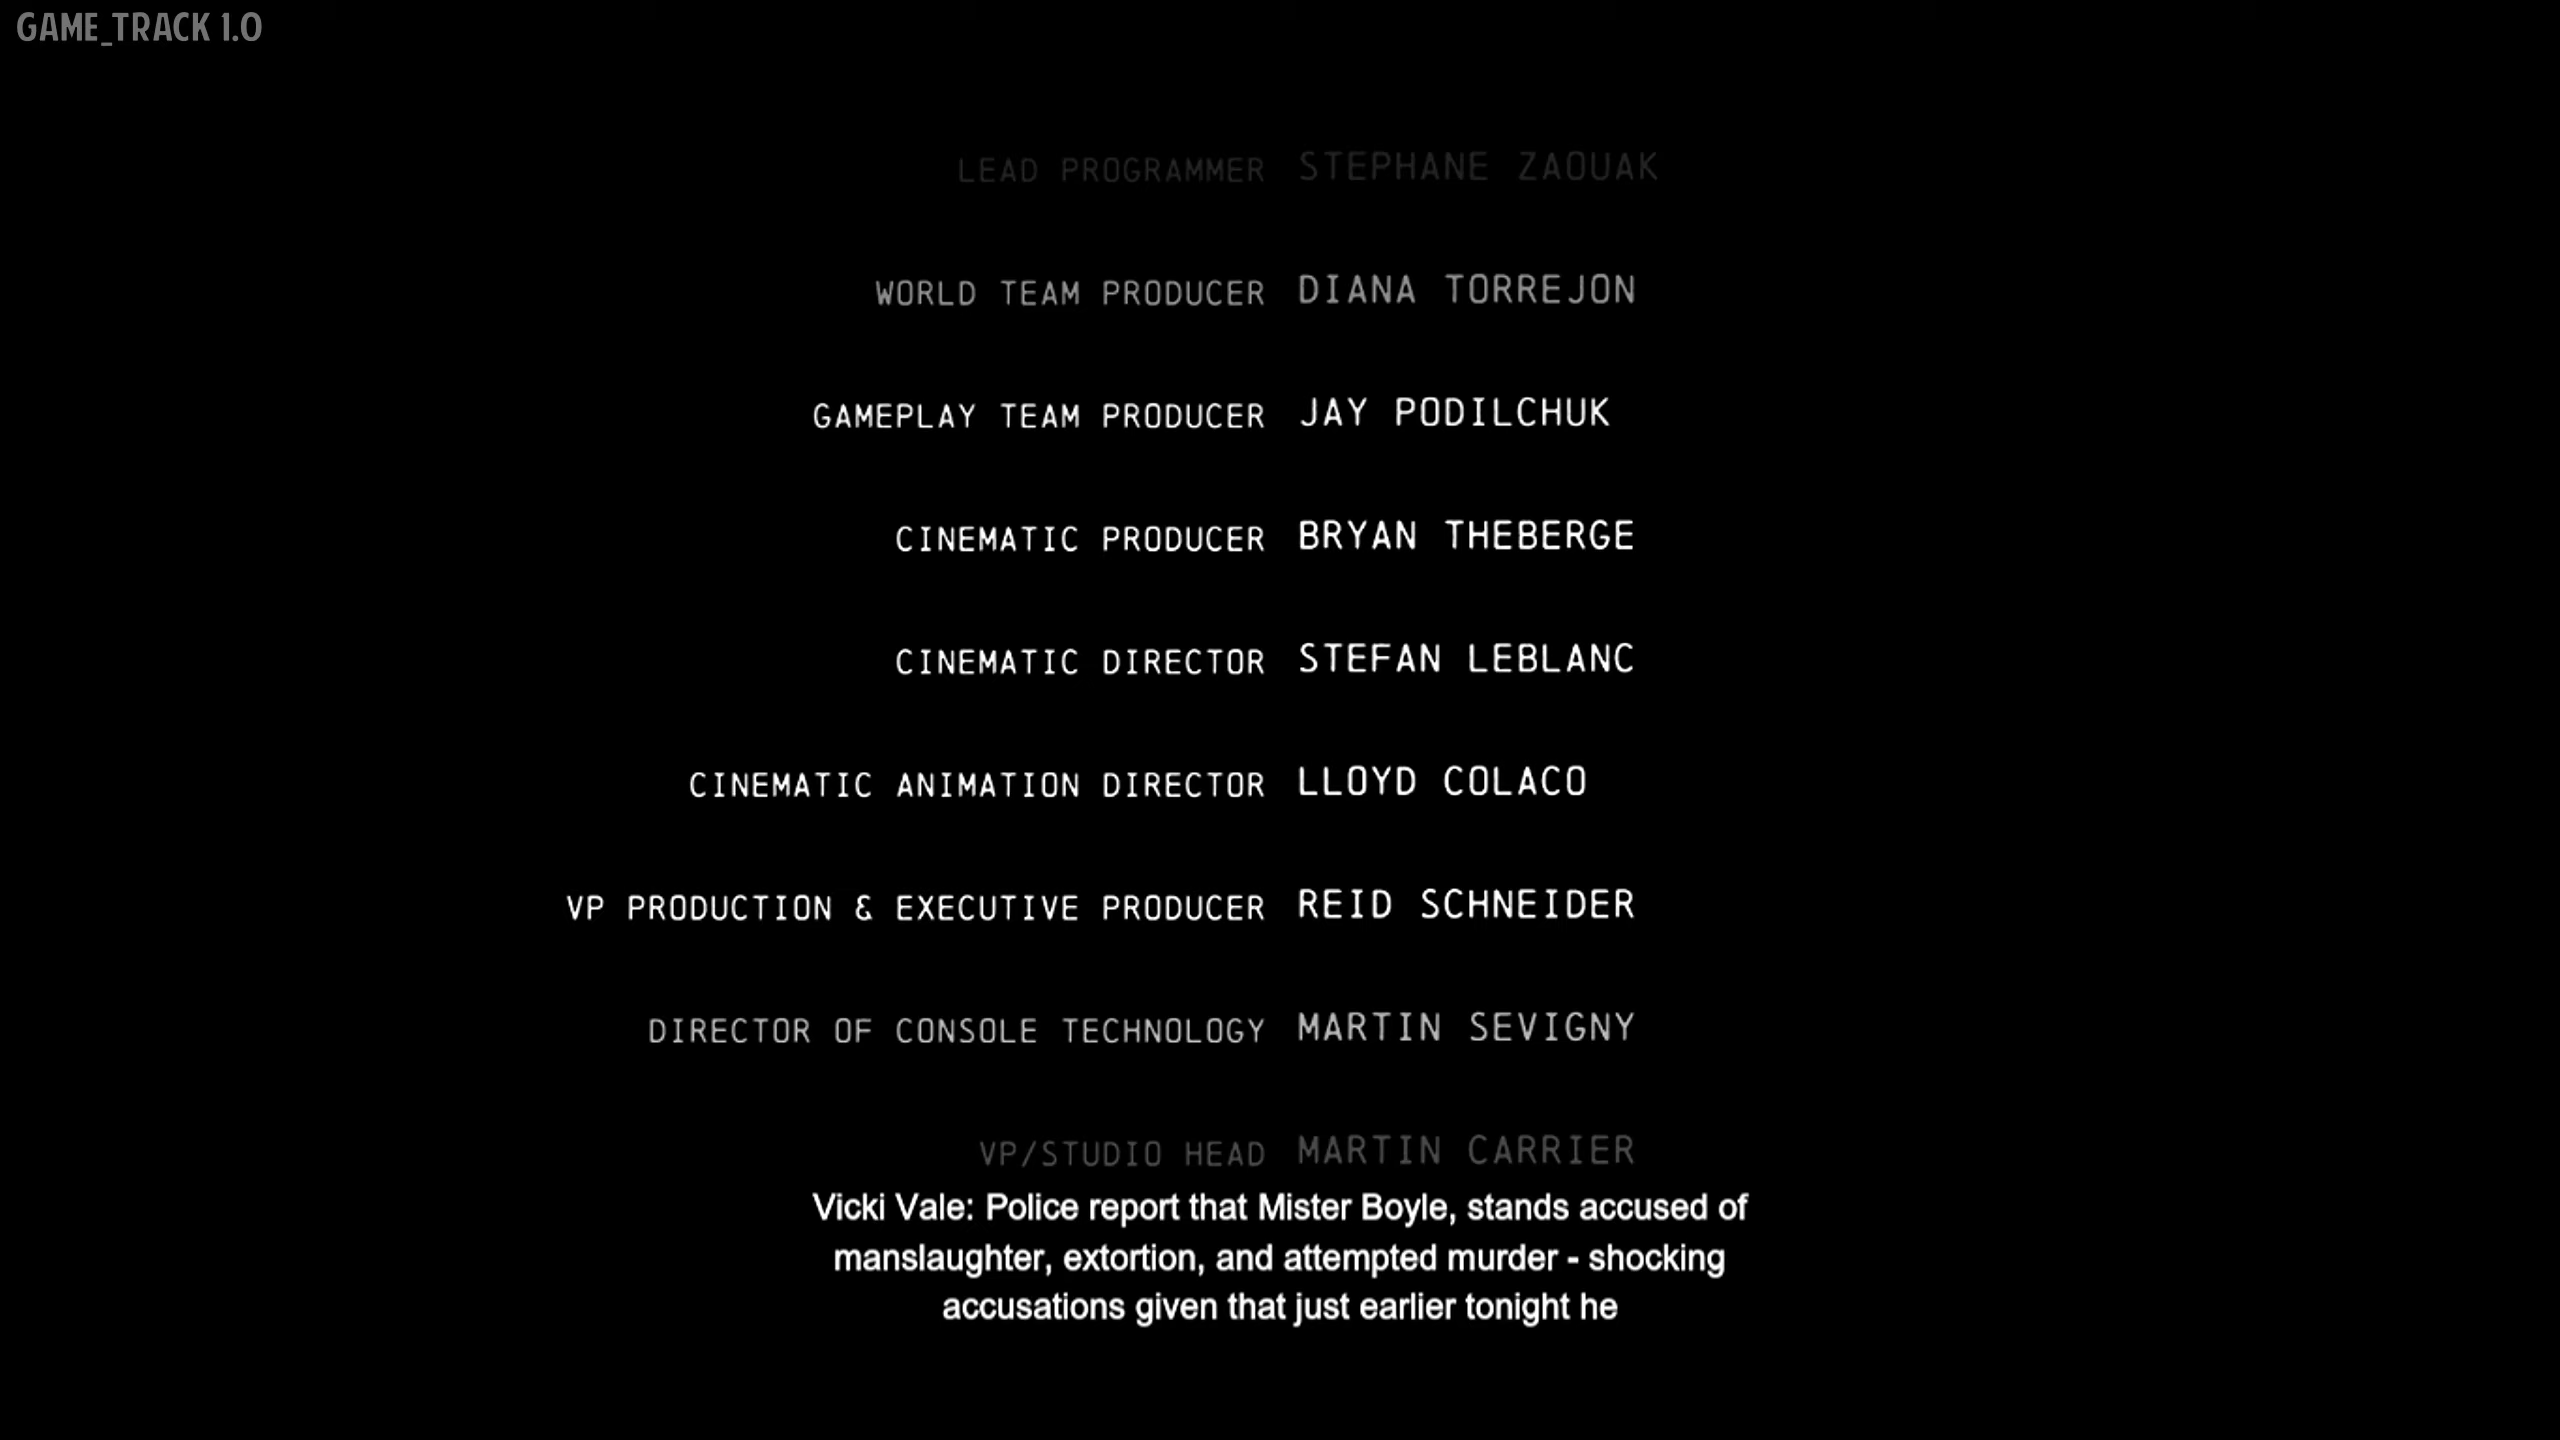 GAME_TRACK 1.0
LEAD PROGRAMMER STEPHANE ZAOUAK
WORLD TEAM PRODUCER DIANA TORREJON
GAMEPLAY TEAM PRODUCER JAY PODILCHUK
CINEMATIC PRODUCER BRYAN THEBERGE
CINEMATIC DIRECTOR STEFAN LEBLANC
CINEMATIC ANIMATION DIRECTOR LLOYD COLACO
VP PRODUCTION & EXECUTIVE PRODUCER REID SCHNEIDER
DIRECTOR OF CONSOLE TECHNOLOGY MARTIN SEVIGNY
VP/STUDIO HEAD MARTIN CARRIER
Vicki Vale: Police report that Mister Boyle, stands accused of
manslaughter, extortion, and attempted murder - shocking
accusations given that just earlier tonight he